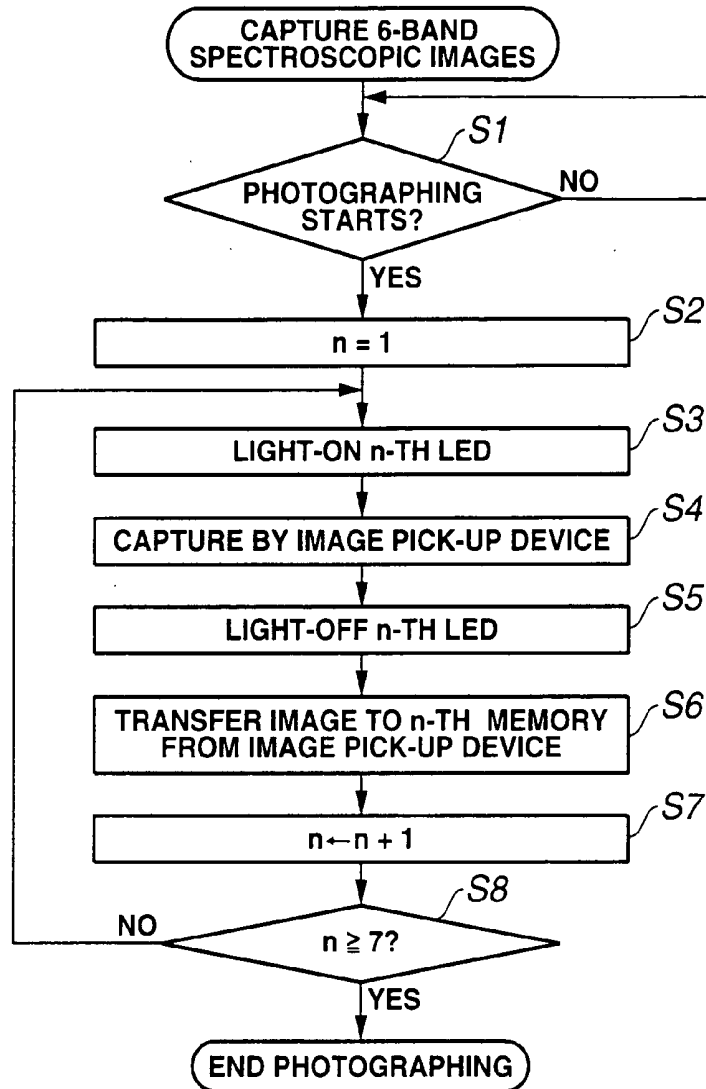 CAPTURE 6-BAND
SPECTROSCOPIC IMAGES
S1
PHOTOGRAPHING
STARTS?
NO
YES
S2
n = 1
S3
LIGHT-ON n-TH LED
S4
CAPTURE BY IMAGE PICK-UP DEVICE
S5
LIGHT-OFF n-TH LED
S6
TRANSFER IMAGE TO n-TH MEMORY
FROM IMAGE PICK-UP DEVICE
S7
n←n + 1
S8
NO
n ≧ 7?
YES
END PHOTOGRAPHING